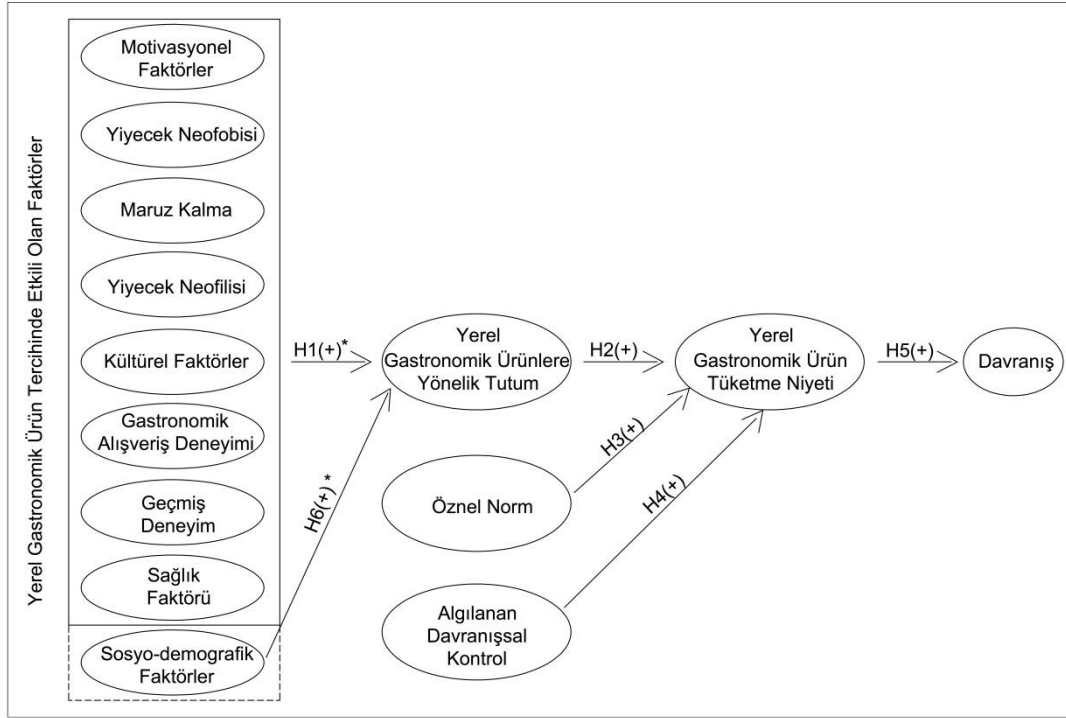 Yerel Gastronomik Ürün Tercihinde Etkili Olan Faktörler
Motivasyonel
Faktörler
Yiyecek Neofobisi
Maruz Kalma
Yiyecek Neofilisi
Kültürel Faktörler
Gastronomik
Alışveriş Deneyimi
Geçmiş
Deneyim
Sağlık
Faktörü
Sosyo-demografik
Faktörler
H1(+)*
H6(+)*
Yerel
Gastronomik Ürünlere
Yönelik Tutum
Öznel Norm
Algılanan
Davranışsal
Kontrol
H2(+)
H3(+)
H4(+)
Yerel
Gastronomik Ürün
Tüketme Niyeti
H5(+)
Davranış